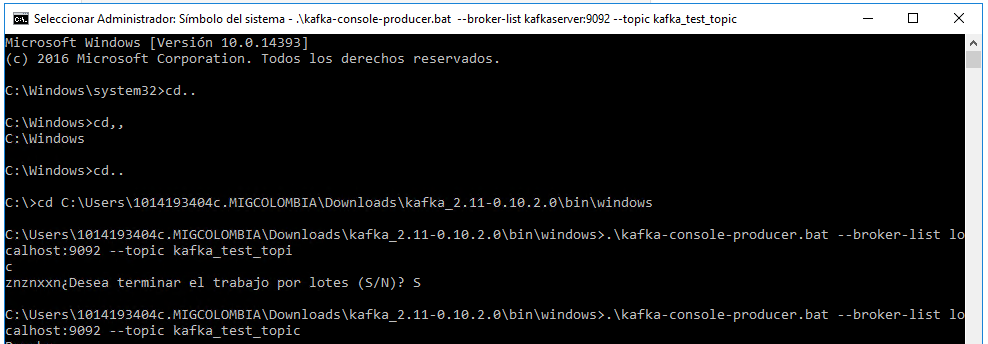 Seleccionar Administrador: Símbolo del sistema - .\kafka-console-producer.bat --broker-list kafkaserver:9092 --topic kafka_test_topic
Microsoft Windows [Versión 10.0.14393]
(c) 2016 Microsoft Corporation. Todos los derechos reservados.
C:\Windows\system32>cd..
C:\Windows>cd,,
C:\Windows
C:\Windows>cd..
C:\>cd C:\Users\1014193404c.MIGCOLOMBIA\Downloads\kafka_2.11-0.10.2.0\bin\windows
C:\Users\1014193404c.MIGCOLOMBIA\Downloads\kafka_2.11-0.10.2.0\bin\windows>.\kafka-console-producer.bat --broker-list lo
calhost:9092 --topic kafka_test_topi
c
znznxxn¿Desea terminar el trabajo por lotes (S/N)? S
C:\Users\1014193404c.MIGCOLOMBIA\Downloads\kafka_2.11-0.10.2.0\bin\windows>.\kafka-console-producer.bat --broker-list lo
calhost:9092 --topic kafka_test_topic